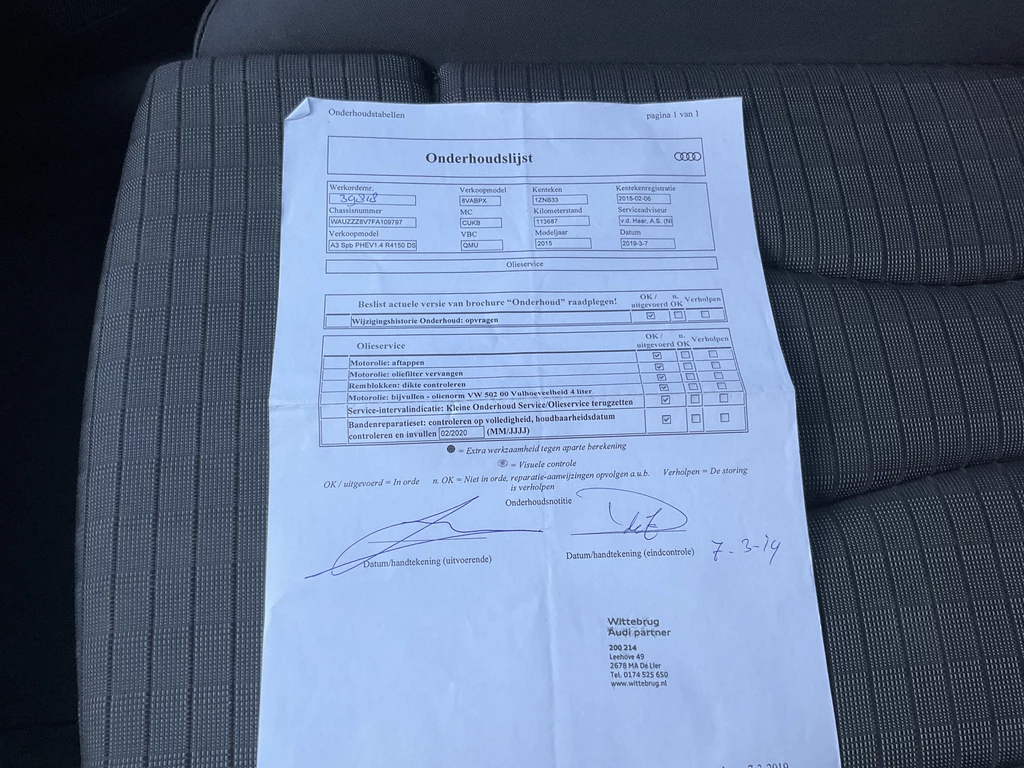 Onderhoudstabellen pagina 1 van 1
Onderhoudslijst
Werkordernr. Verkoopmodel Kenteken Kentekenregistratie
39818 8VABPX 1ZNB33 2015-02-06
Chassisnummer MC Kilometerstand Serviceadviseur
WAUZZZ8V7FA109797 CUKB 113687 v.d. Haar, A.S. (Ni
Verkoopmodel VBC Modeljaar Datum
A3 Spb PHEV1.4 R4150 DS QMU 2015 2019-3-7
Olieservice
Beslist actuele versie van brochure "Onderhoud" raadplegen! OK / uitgevoerd n. OK Verholpen
Wijzigingshistorie Onderhoud: opvragen
Olieservice OK / uitgevoerd n. OK Verholpen
Motorolie: aftappen
Motorolie: oliefilter vervangen
Remblokken: dikte controleren
Motorolie: bijvullen - olienorm VW 502 00 Vulhoeveelheid 4 liter
Service-intervalindicatie: Kleine Onderhoud Service/Olieservice terugzetten
Bandenreparatieset: controleren op volledigheid, houdbaarheidsdatum
controleren en invullen 02/2020 (MM/JJJJ)
= Extra werkzaamheid tegen aparte berekening
= Visuele controle
OK / uitgevoerd = In orde n. OK = Niet in orde, reparatie-aanwijzingen opvolgen a.u.b. Verholpen = De storing
is verholpen
Onderhoudsnotitie
Datum/handtekening (uitvoerende) Datum/handtekening (eindcontrole) 7-3-19
Wittebrug
Audi partner
200 214
Leehove 49
2678 MA De Lier
Tel. 0174 525 650
www.wittebrug.nl